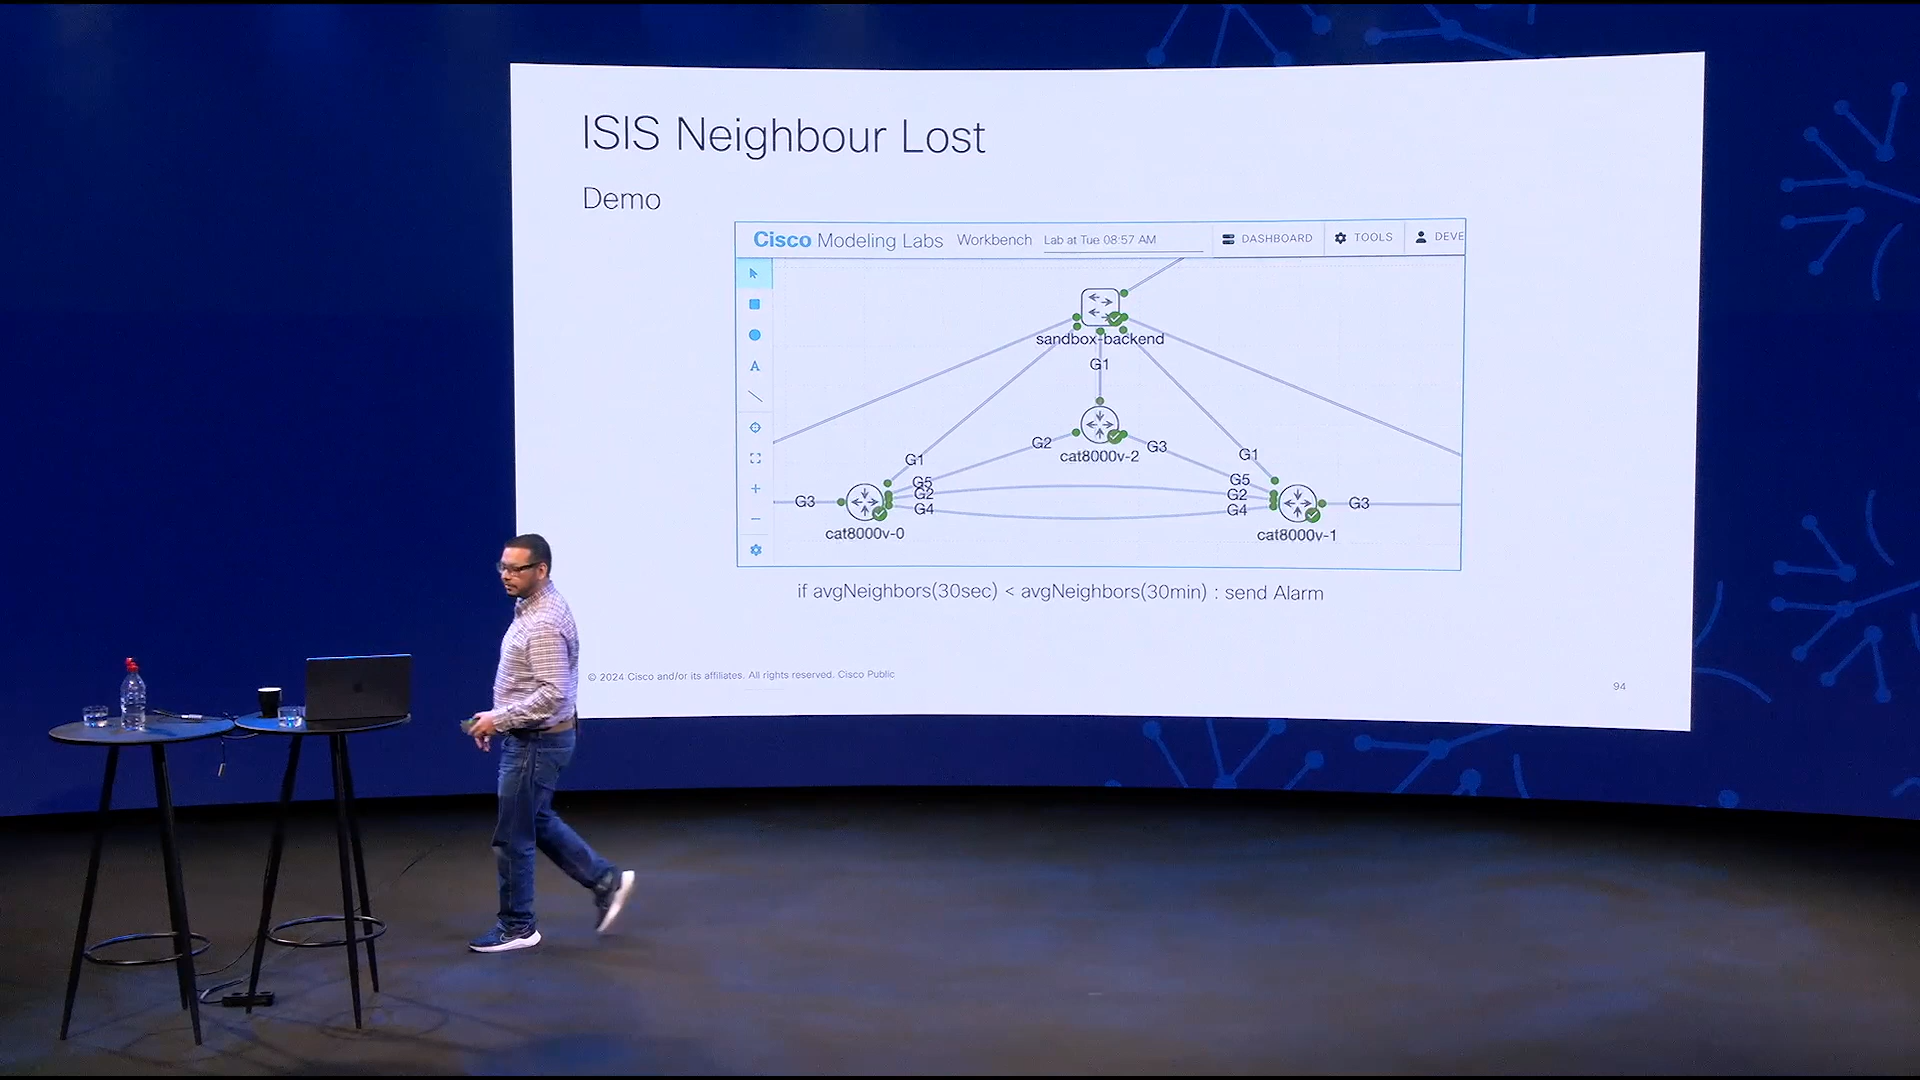 ISIS Neighbour Lost
Demo
Cisco Modeling Labs Workbench Lab at Tue 08:57 AM DASHBOARD TOOLS DEVE
A
sandbox-backend
G1
G2 G3
cat8000v-2
G1 G1
G5 G5
G2 G2
G3 G3
G4 G4
cat8000v-0 cat8000v-1
if avgNeighbors(30sec) < avgNeighbors(30min) : send Alarm
© 2024 Cisco and/or its affiliates. All rights reserved. Cisco Public
94